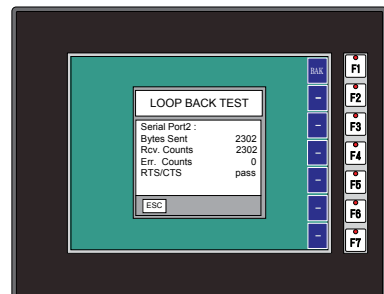 LOOP BACK TEST
Serial Port2 :
Bytes Sent 2302
Rcv. Counts 2302
Err. Counts 0
RTS/CTS pass
ESC
BAK
-
-
-
-
-
-
F1
F2
F3
F4
F5
F6
F7